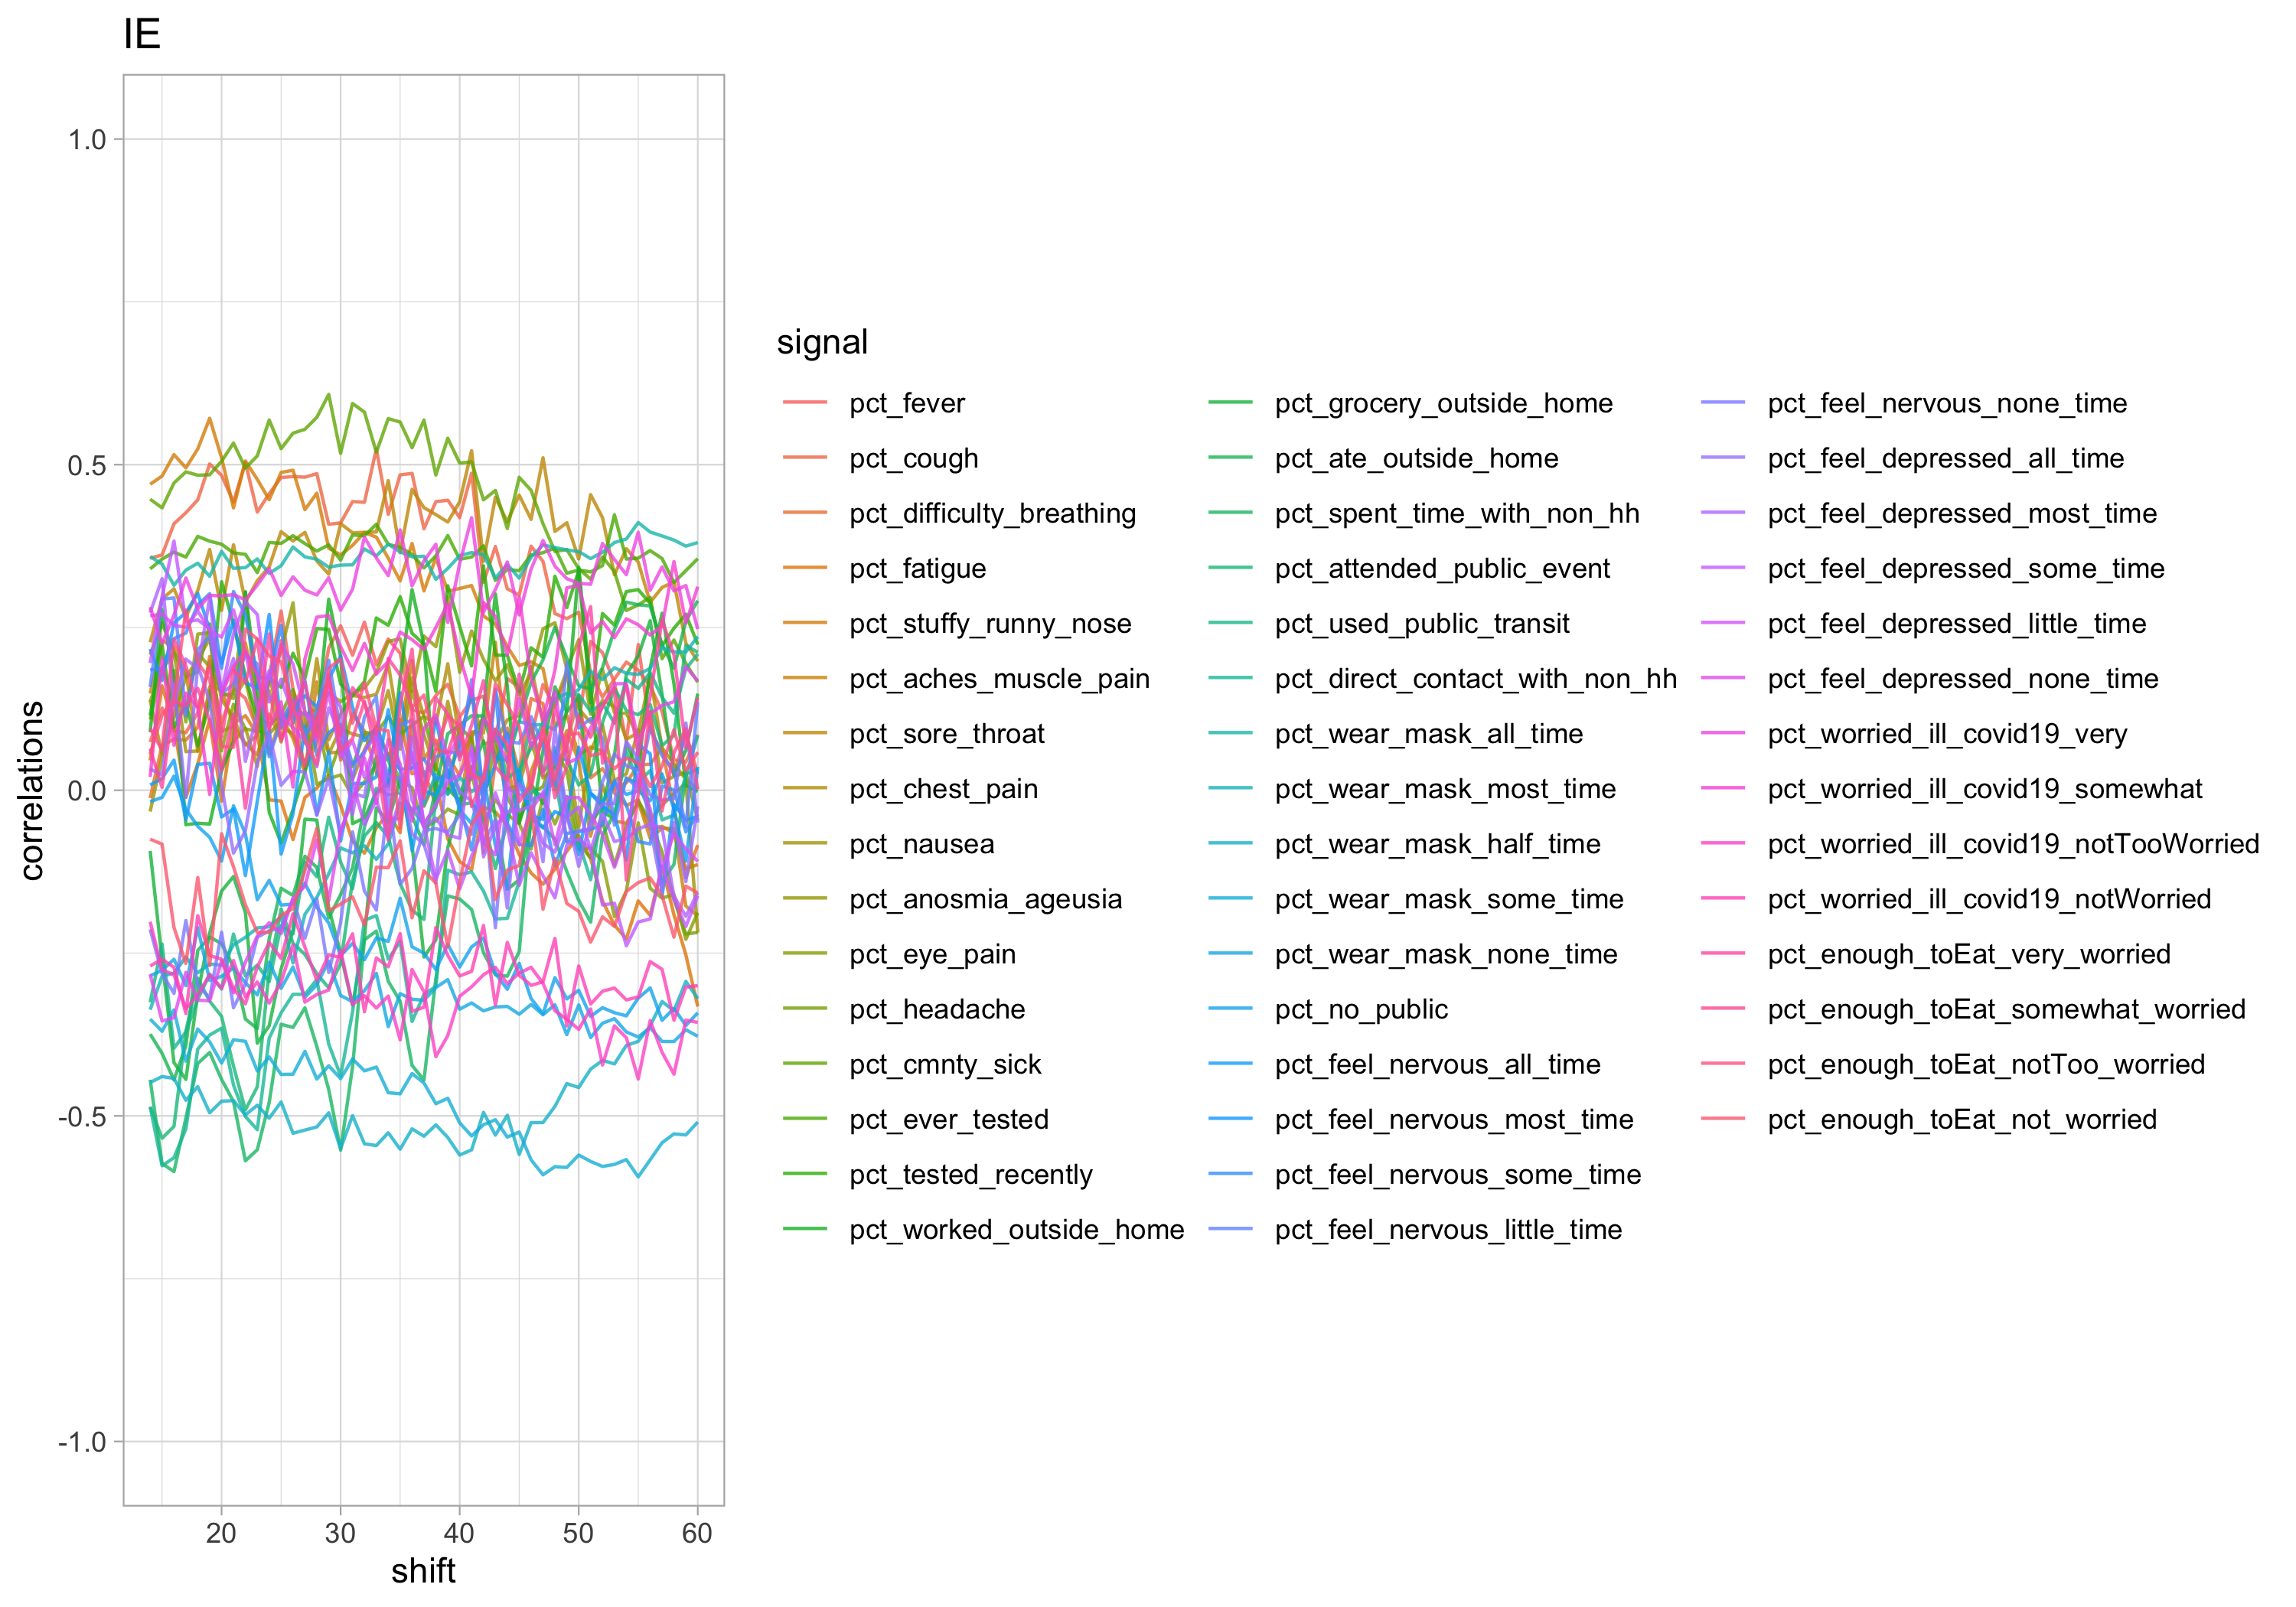 IE
correlations
1.0
0.5
0.0
-0.5
-1.0
20
30
40
50
60
shift
signal
pct_fever
pct_cough
pct_difficulty_breathing
pct_fatigue
pct_stuffy_runny_nose
pct_aches_muscle_pain
pct_sore_throat
pct_chest_pain
pct_nausea
pct_anosmia_ageusia
pct_eye_pain
pct_headache
pct_cmnty_sick
pct_ever_tested
pct_tested_recently
pct_worked_outside_home
pct_grocery_outside_home
pct_ate_outside_home
pct_spent_time_with_non_hh
pct_attended_public_event
pct_used_public_transit
pct_direct_contact_with_non_hh
pct_wear_mask_all_time
pct_wear_mask_most_time
pct_wear_mask_half_time
pct_wear_mask_some_time
pct_wear_mask_none_time
pct_no_public
pct_feel_nervous_all_time
pct_feel_nervous_most_time
pct_feel_nervous_some_time
pct_feel_nervous_little_time
pct_feel_nervous_none_time
pct_feel_depressed_all_time
pct_feel_depressed_most_time
pct_feel_depressed_some_time
pct_feel_depressed_little_time
pct_feel_depressed_none_time
pct_worried_ill_covid19_very
pct_worried_ill_covid19_somewhat
pct_worried_ill_covid19_notTooWorried
pct_worried_ill_covid19_notWorried
pct_enough_toEat_very_worried
pct_enough_toEat_somewhat_worried
pct_enough_toEat_notToo_worried
pct_enough_toEat_not_worried